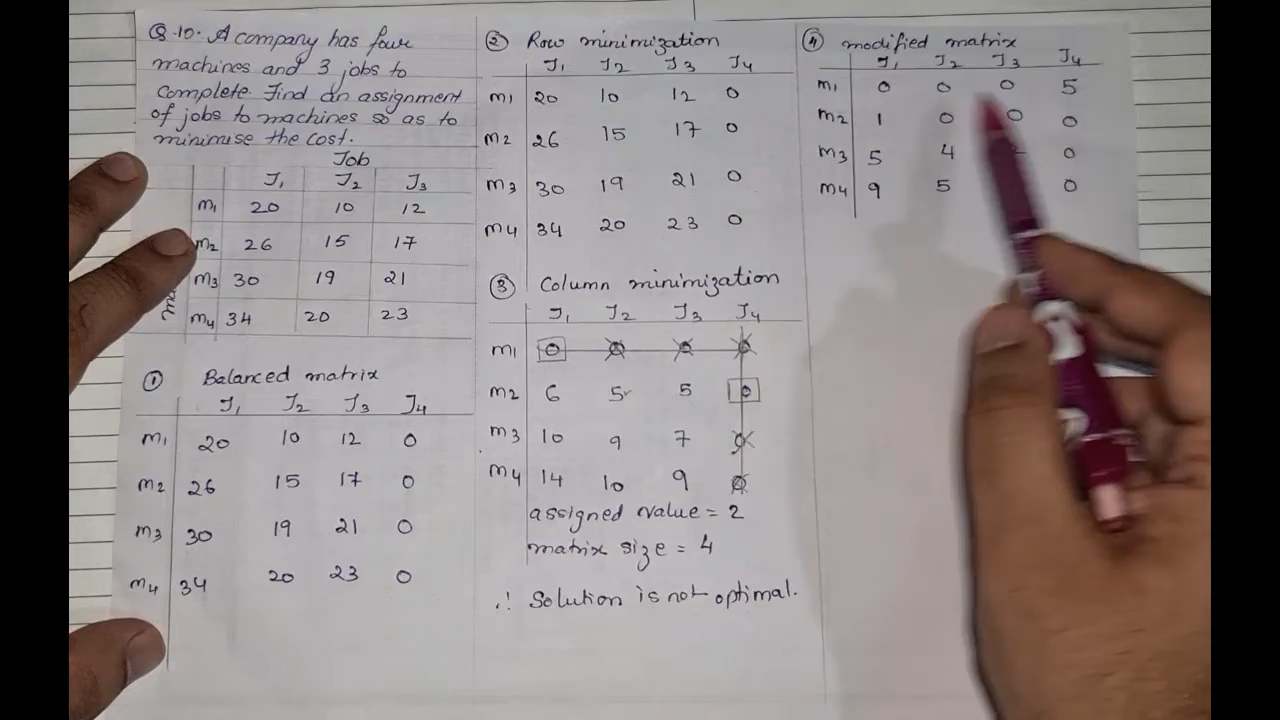 Q.10. A company has four
machines and 3 jobs to
complete. Find an assignment
of jobs to machines so as to
minimise the cost.
Job
J1 J2 J3
M1 20 10 12
M2 26 15 17
M3 30 19 21
M4 34 20 23
① Balanced matrix
J1 J2 J3 J4
M1 20 10 12 0
M2 26 15 17 0
M3 30 19 21 0
M4 34 20 23 0
② Row minimization
J1 J2 J3 J4
M1 20 10 12 0
M2 26 15 17 0
M3 30 19 21 0
M4 34 20 23 0
③ Column minimization
J1 J2 J3 J4
M1 0 0 0 0
M2 6 5 5 0
M3 10 9 7 0
M4 14 10 9 0
assigned value = 2
matrix size = 4
∴ Solution is not optimal.
④ modified matrix
J1 J2 J3 J4
M1 0 0 0 5
M2 1 0 0 0
M3 5 4 0
M4 9 5 0